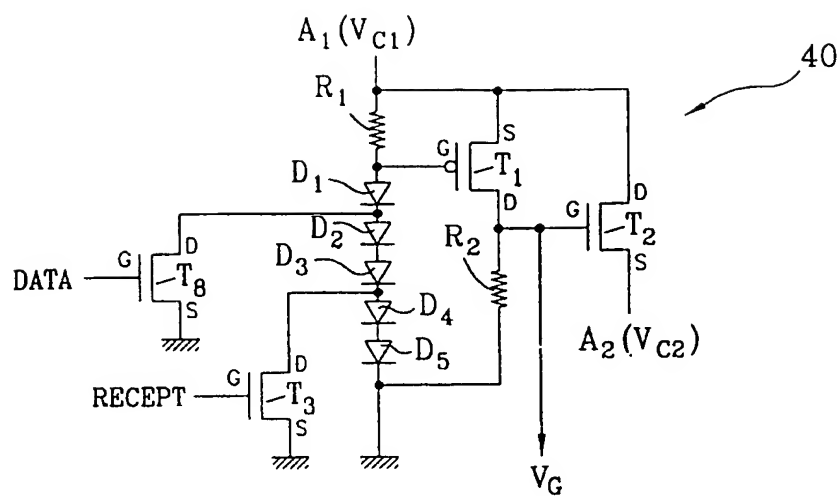 A1(VC1)
40
R1
S
G
T1
D1
D
D
G
T2
D2
R2
S
G
D
D3
DATA
T8
S
D4
A2(VC2)
D5
D
G
RECEPT
T3
S
VG